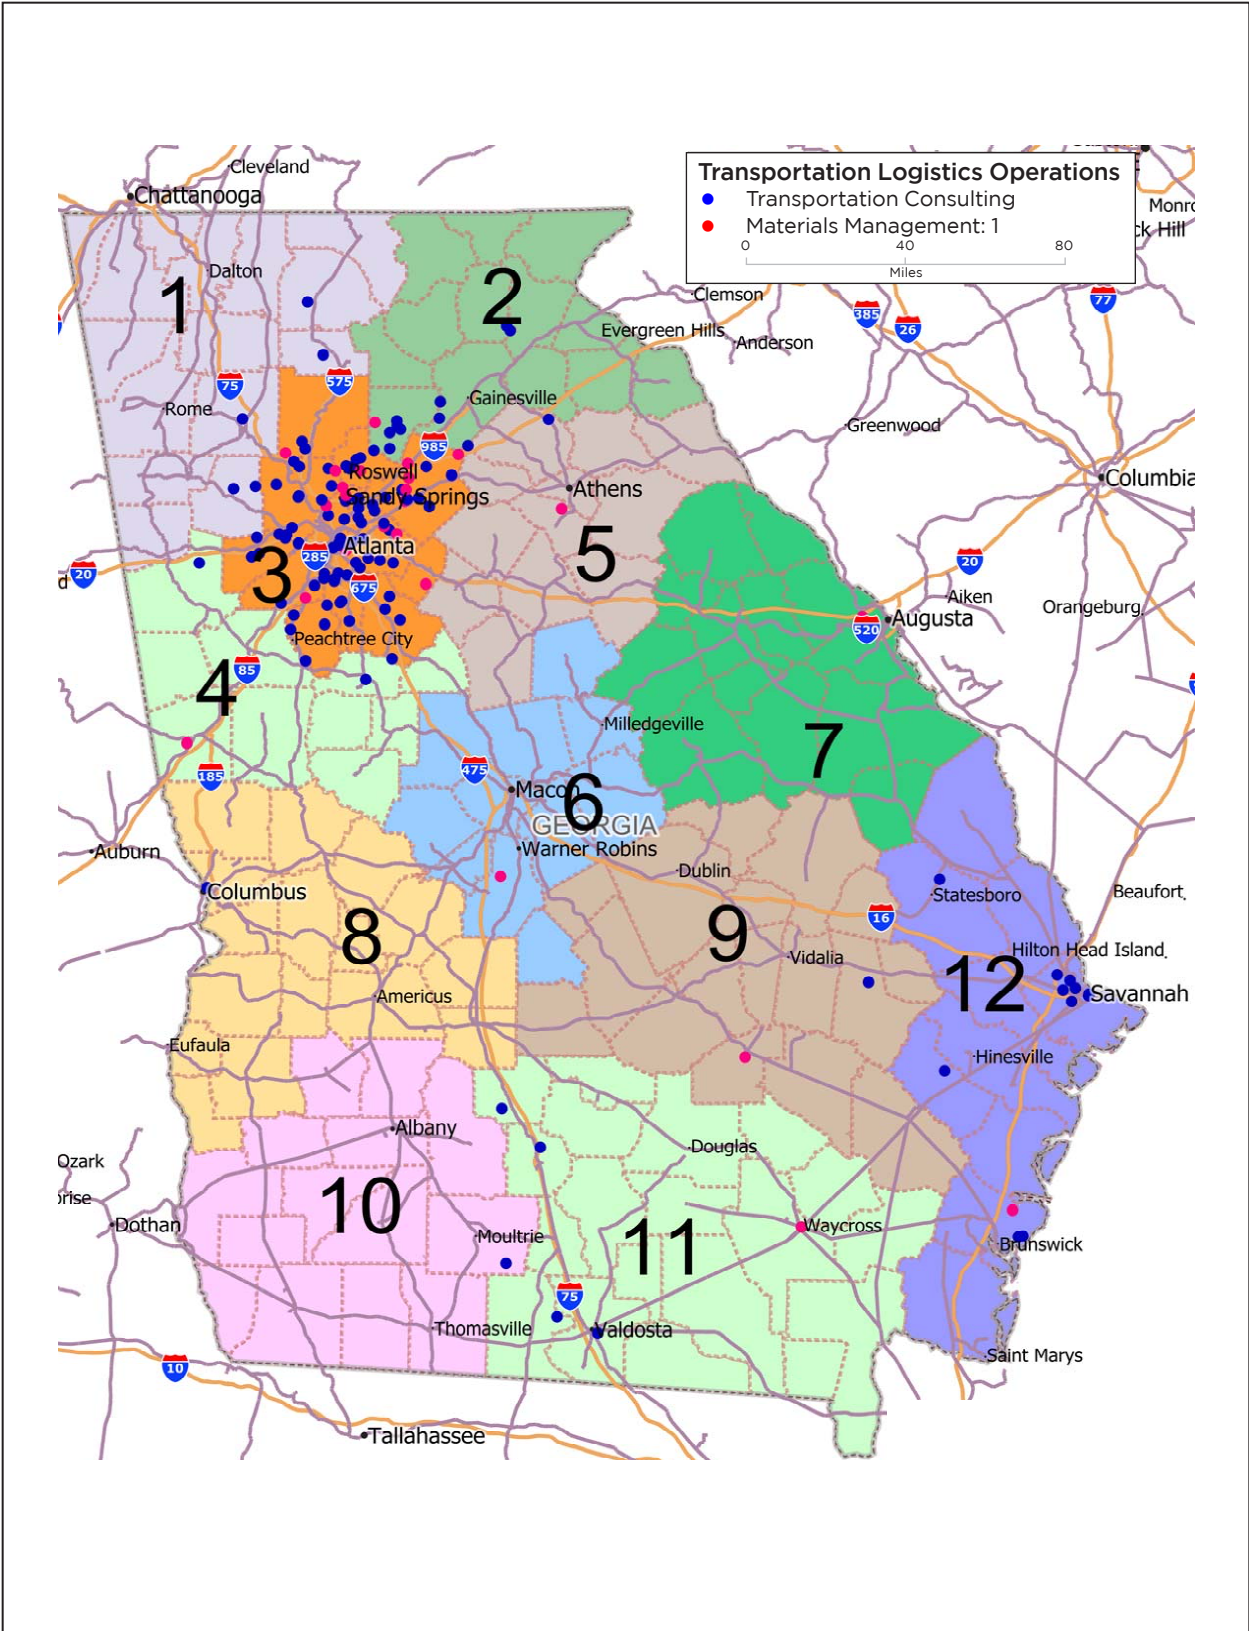 Cleveland
Chattanooga
Transportation Logistics Operations
Transportation Consulting
Materials Management: 1
0 40 80
Miles
Monro
ck Hill
Dalton
1
2
Clemson
77
385
26
Evergreen Hills
Anderson
75
575
Rome
Gainesville
Greenwood
985
Roswell
Columbia
Sandy Springs
Athens
5
Atlanta
285
3
20
d
20
675
Aiken
Orangeburg
Augusta
520
Peachtree City
85
4
Milledgeville
7
475
185
Macon
6
GEORGIA
Auburn
Warner Robins
Dublin
Columbus
Statesboro
Beaufort
16
8
9
Hilton Head Island
Vidalia
12
Americus
Savannah
Eufaula
Hinesville
Albany
Douglas
Ozark
prise
10
Dothan
Waycross
Moultrie
11
Brunswick
75
Thomasville
Valdosta
Saint Marys
10
Tallahassee